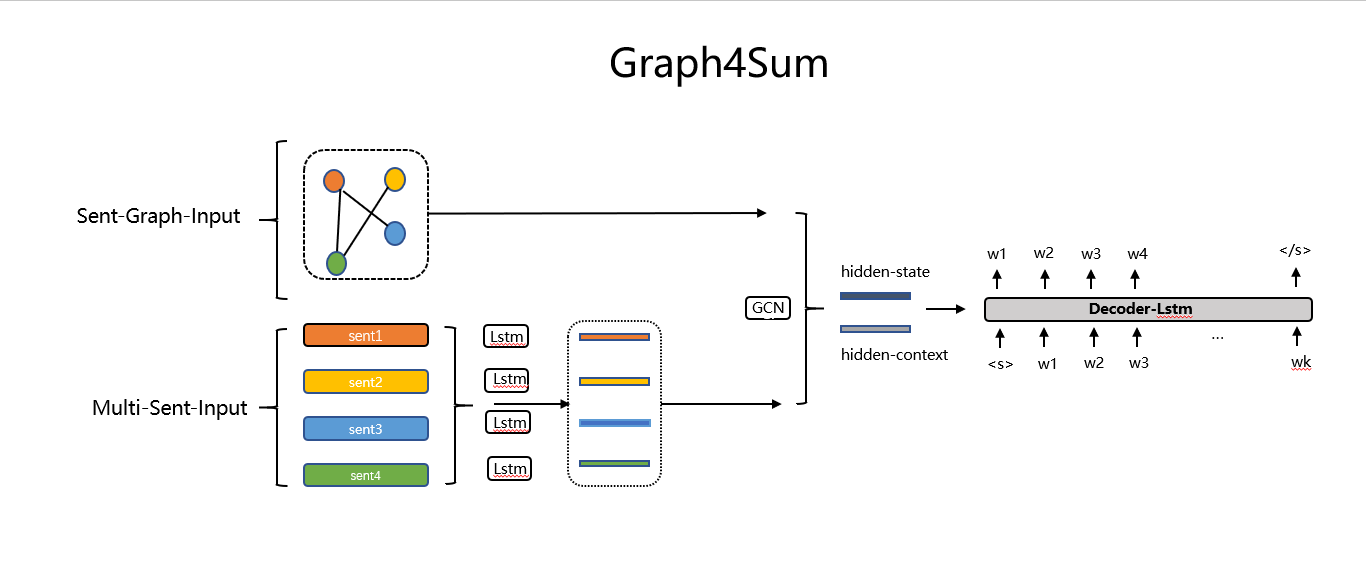 Graph4Sum
Sent-Graph-Input
Multi-Sent-Input
sent1
sent2
sent3
sent4
Lstm
Lstm
Lstm
Lstm
GCN
hidden-state
hidden-context
w1 w2 w3 w4 </s>
Decoder-Lstm
...
<s> w1 w2 w3 wk